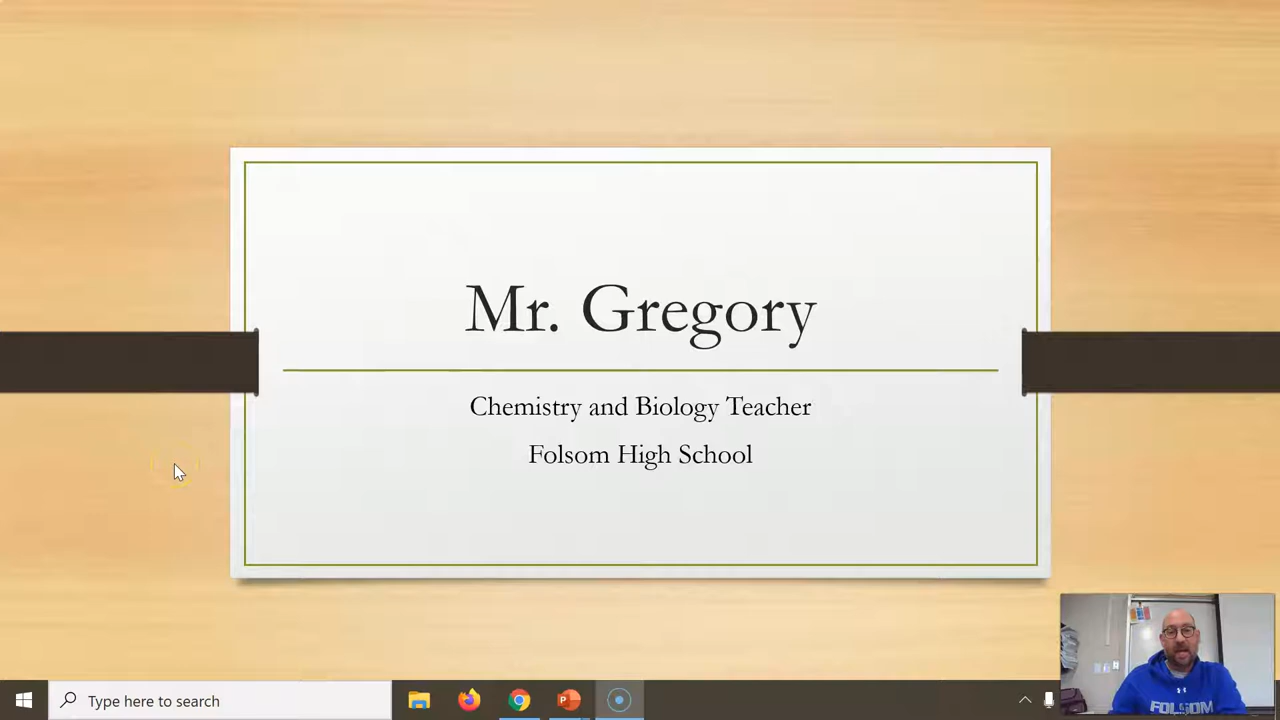 Mr. Gregory
Chemistry and Biology Teacher
Folsom High School
FOLSOM
Type here to search